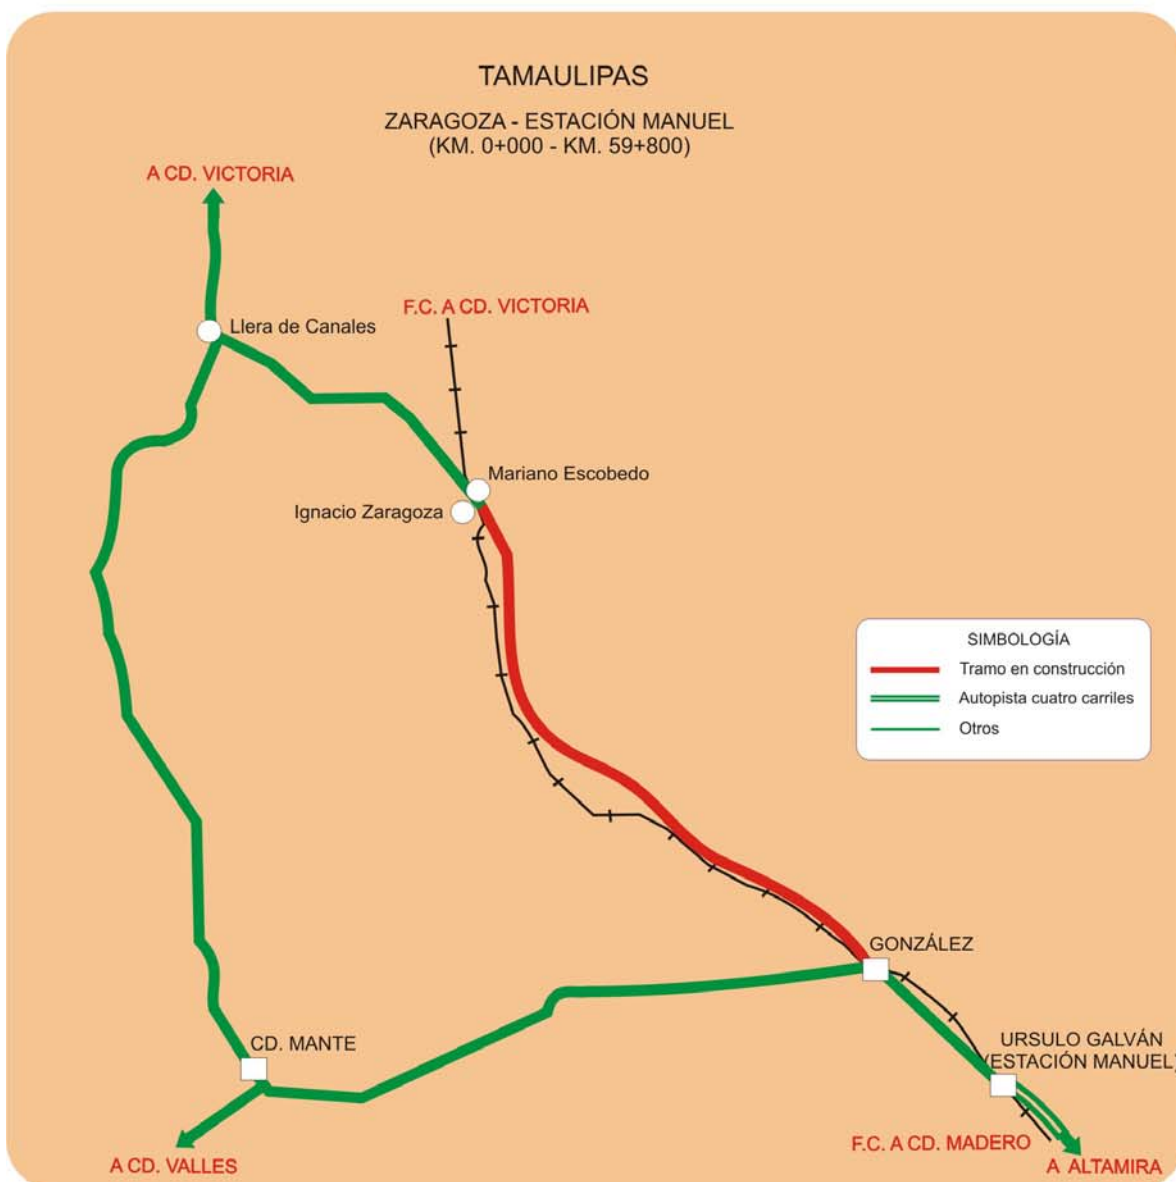 TAMAULIPAS
ZARAGOZA - ESTACIÓN MANUEL
(KM. 0+000 - KM. 59+800)
A CD. VICTORIA
F.C. A CD. VICTORIA
Llera de Canales
Mariano Escobedo
Ignacio Zaragoza
SIMBOLOGÍA
Tramo en construcción
Autopista cuatro carriles
Otros
GONZÁLEZ
CD. MANTE
URSULO GALVÁN
(ESTACIÓN MANUEL)
F.C. A CD. MADERO
A CD. VALLES
A ALTAMIRA